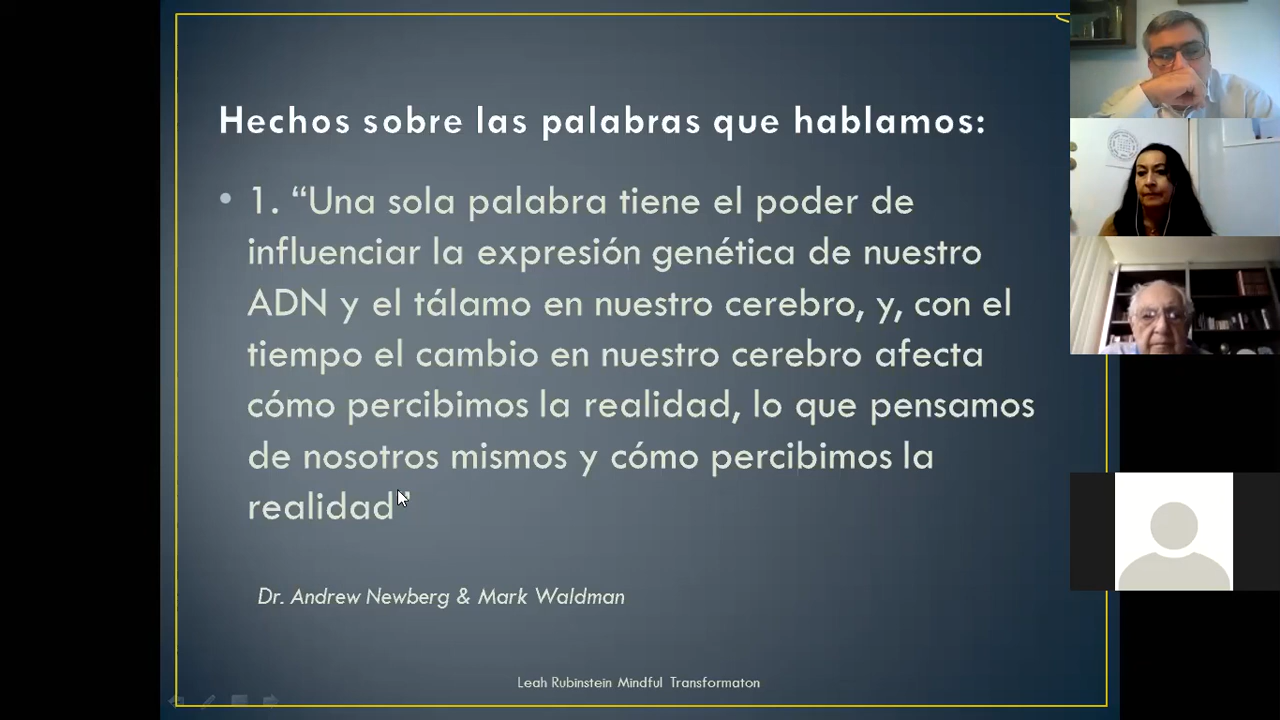 Hechos sobre las palabras que hablamos:
• 1. “Una sola palabra tiene el poder de
influenciar la expresión genética de nuestro
ADN y el tálamo en nuestro cerebro, y, con el
tiempo el cambio en nuestro cerebro afecta
cómo percibimos la realidad, lo que pensamos
de nosotros mismos y cómo percibimos la
realidad”
Dr. Andrew Newberg & Mark Waldman
Leah Rubinstein Mindful Transformaton